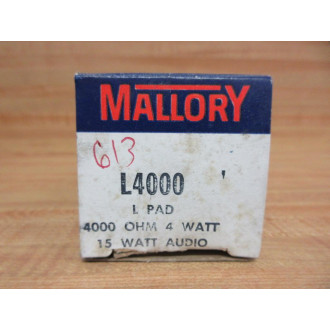 MALLORY
613
L4000
L PAD
4000 OHM 4 WATT
15 WATT AUDIO